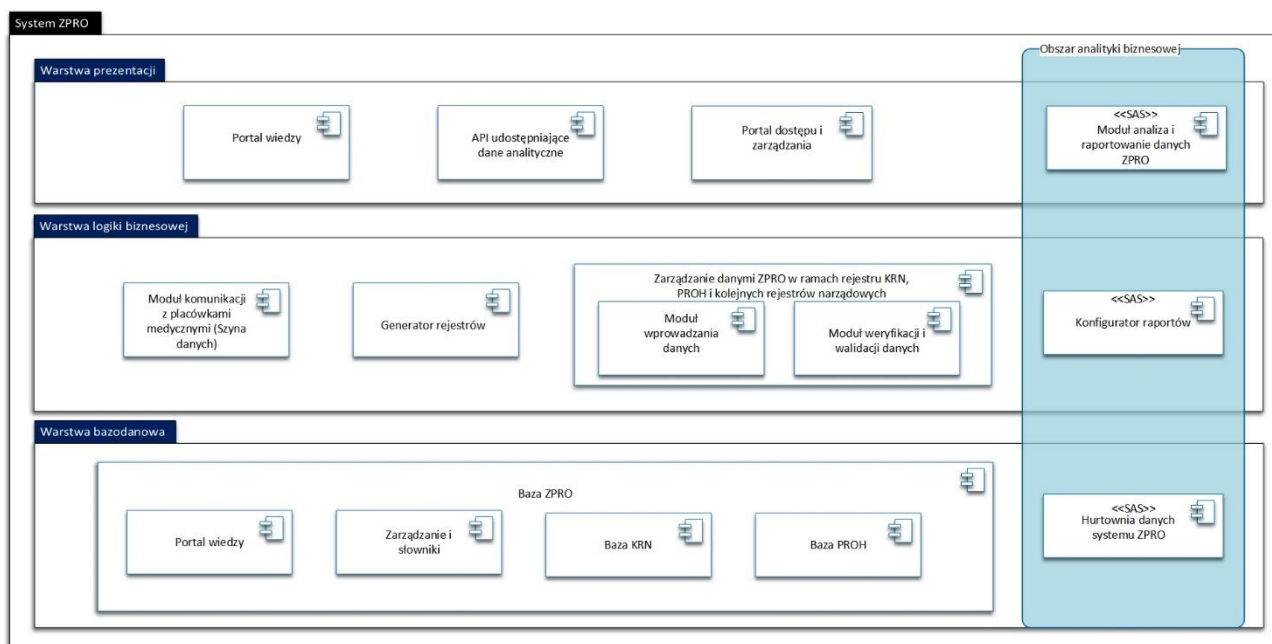 System ZPRO
Obszar analityki biznesowej
Warstwa prezentacji
Portal wiedzy
API udostępniające
dane analityczne
Portal dostępu i
zarządzania
<<SAS>>
Moduł analiza i
raportowanie danych
ZPRO
Warstwa logiki biznesowej
Moduł komunikacji
z placówkami
medycznymi (Szyna
danych)
Generator rejestrów
Zarządzanie danymi ZPRO w ramach rejestru KRN,
PROH i kolejnych rejestrów narządowych
Moduł
wprowadzania
danych
Moduł weryfikacji i
walidacji danych
<<SAS>>
Konfigurator raportów
Warstwa bazodanowa
Baza ZPRO
Portal wiedzy
Zarządzanie i
słowniki
Baza KRN
Baza PROH
<<SAS>>
Hurtownia danych
systemu ZPRO